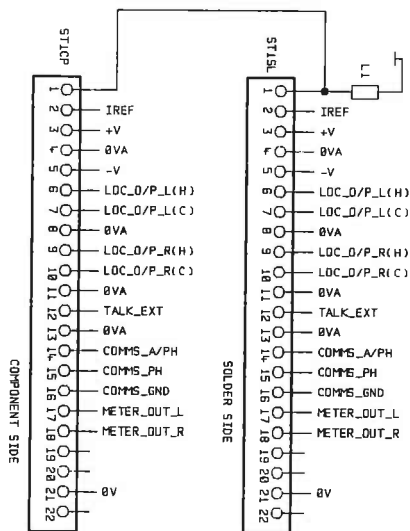 ST1CP
1
2 IREF
3 +V
4 0VA
5 -V
6 LOC_O/P_L(H)
7 LOC_O/P_L(C)
8 0VA
9 LOC_O/P_R(H)
10 LOC_O/P_R(C)
11 0VA
12 TALK_EXT
13 0VA
14 COMMS_A/PH
15 COMMS_PH
16 COMMS_GND
17 METER_OUT_L
18 METER_OUT_R
19
20
21 0V
22
COMPONENT SIDE
ST1SL
L1
1
2 IREF
3 +V
4 0VA
5 -V
6 LOC_O/P_L(H)
7 LOC_O/P_L(C)
8 0VA
9 LOC_O/P_R(H)
10 LOC_O/P_R(C)
11 0VA
12 TALK_EXT
13 0VA
14 COMMS_A/PH
15 COMMS_PH
16 COMMS_GND
17 METER_OUT_L
18 METER_OUT_R
19
20
21 0V
22
SOLDER SIDE